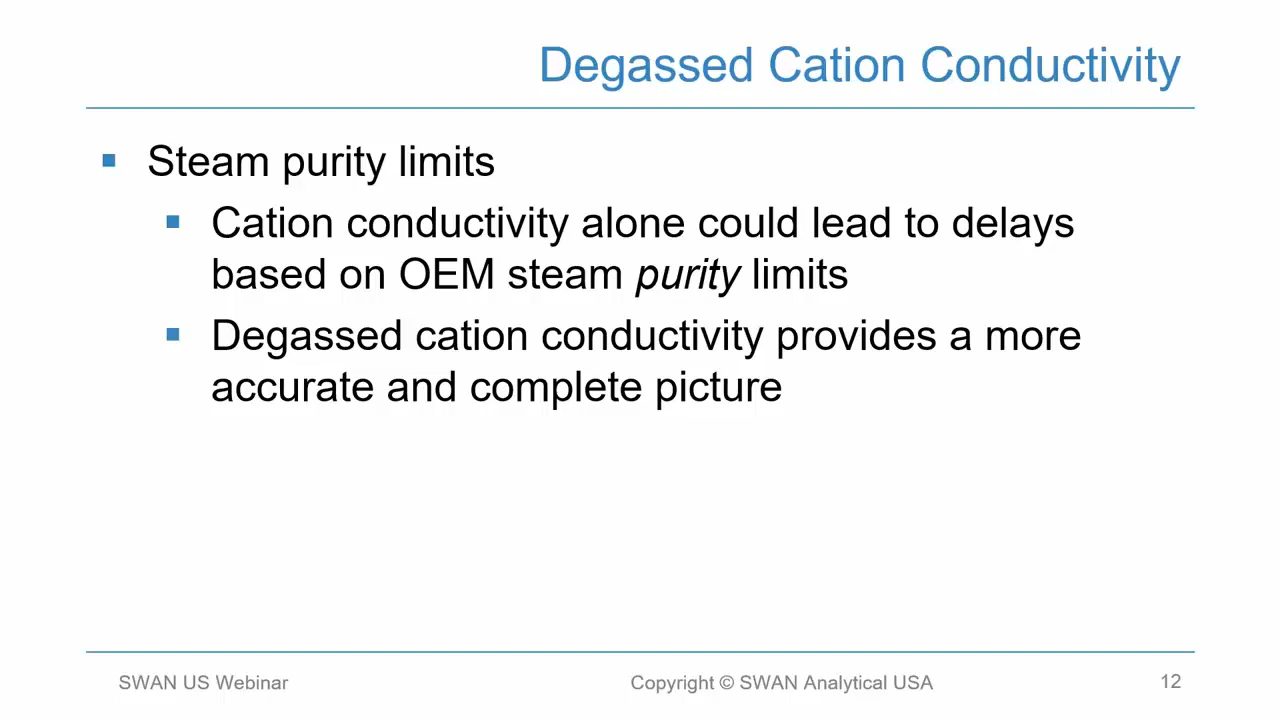 Degassed Cation Conductivity
Steam purity limits
Cation conductivity alone could lead to delays
based on OEM steam purity limits
Degassed cation conductivity provides a more
accurate and complete picture
SWAN US Webinar
Copyright © SWAN Analytical USA
12